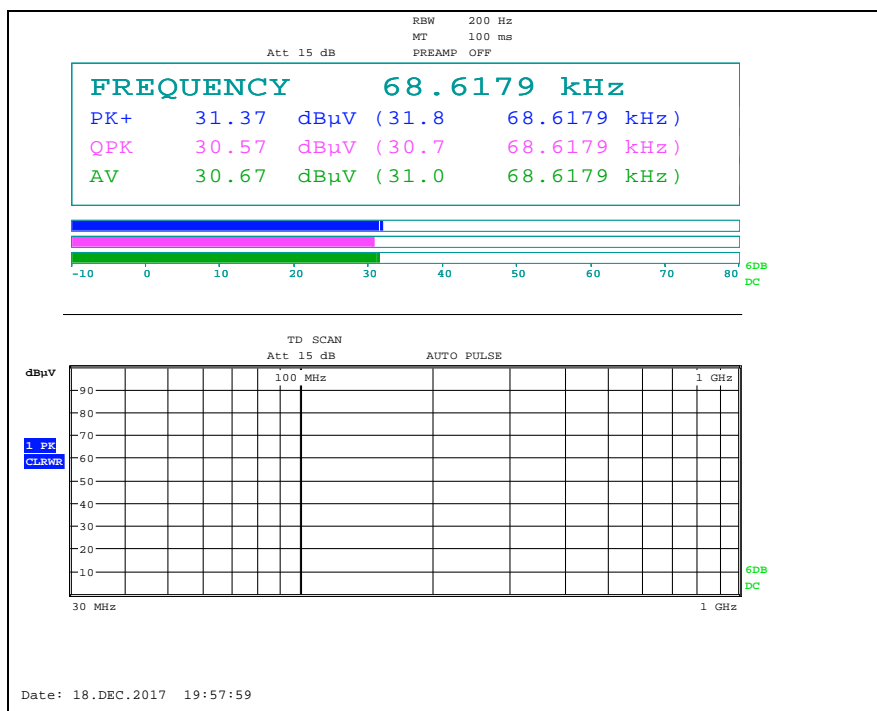 RBW 200 Hz
MT 100 ms
Att 15 dB PREAMP OFF
FREQUENCY 68.6179 kHz
PK+ 31.37 dBµV (31.8 68.6179 kHz)
QPK 30.57 dBµV (30.7 68.6179 kHz)
AV 30.67 dBµV (31.0 68.6179 kHz)
-10 0 10 20 30 40 50 60 70 80
6DB
DC
TD SCAN
Att 15 dB AUTO PULSE
dBµV
100 MHz 1 GHz
90
80
70
1 PK
60
CLRWR
50
40
30
20
10
6DB
DC
30 MHz 1 GHz
Date: 18.DEC.2017 19:57:59